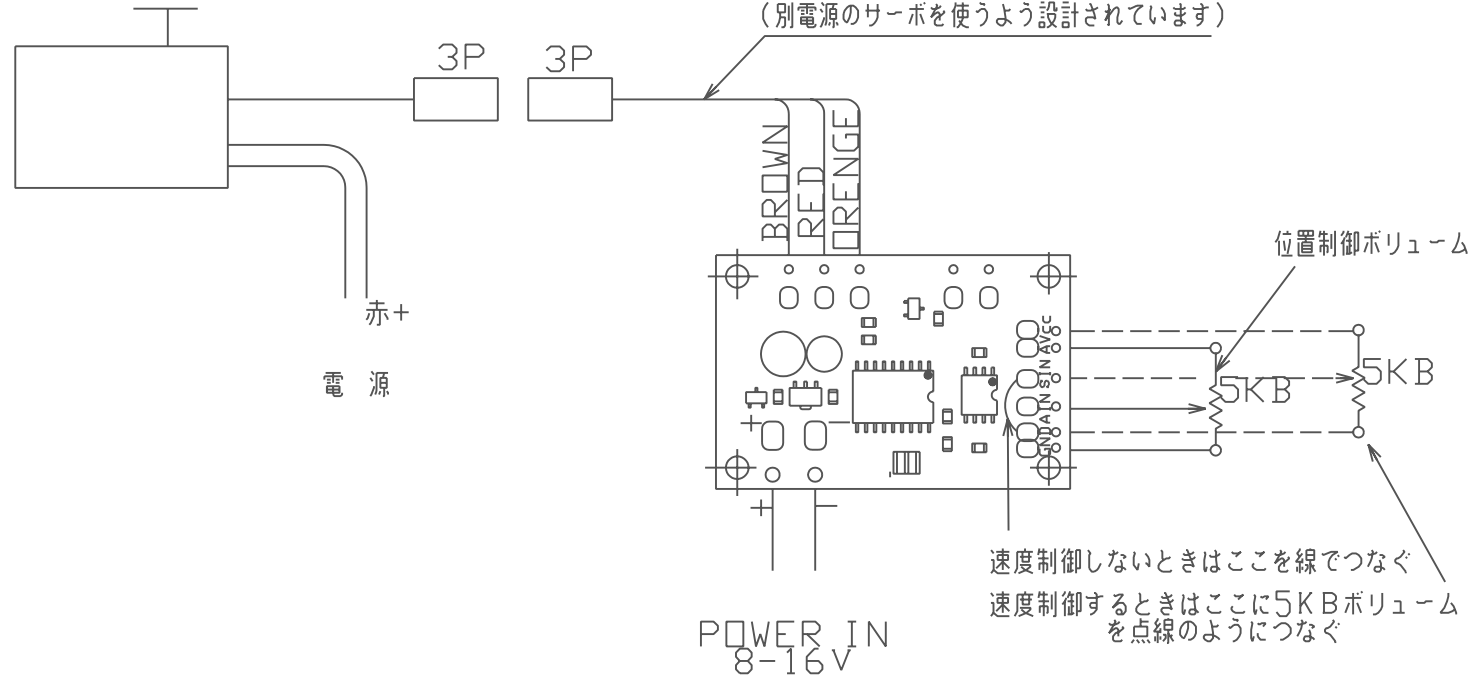 (別電源のサーボを使うよう設計されています)
3P
3P
BROWN
RED
ORENGE
位置制御ボリューム
赤+
電 源
AVcc
SIN
AIN
GND
5KB
5KB
+
−
+
−
速度制御しないときはここを線でつなぐ
速度制御するときはここに5KBボリューム
を点線のようにつなぐ
POWER IN
8-16V